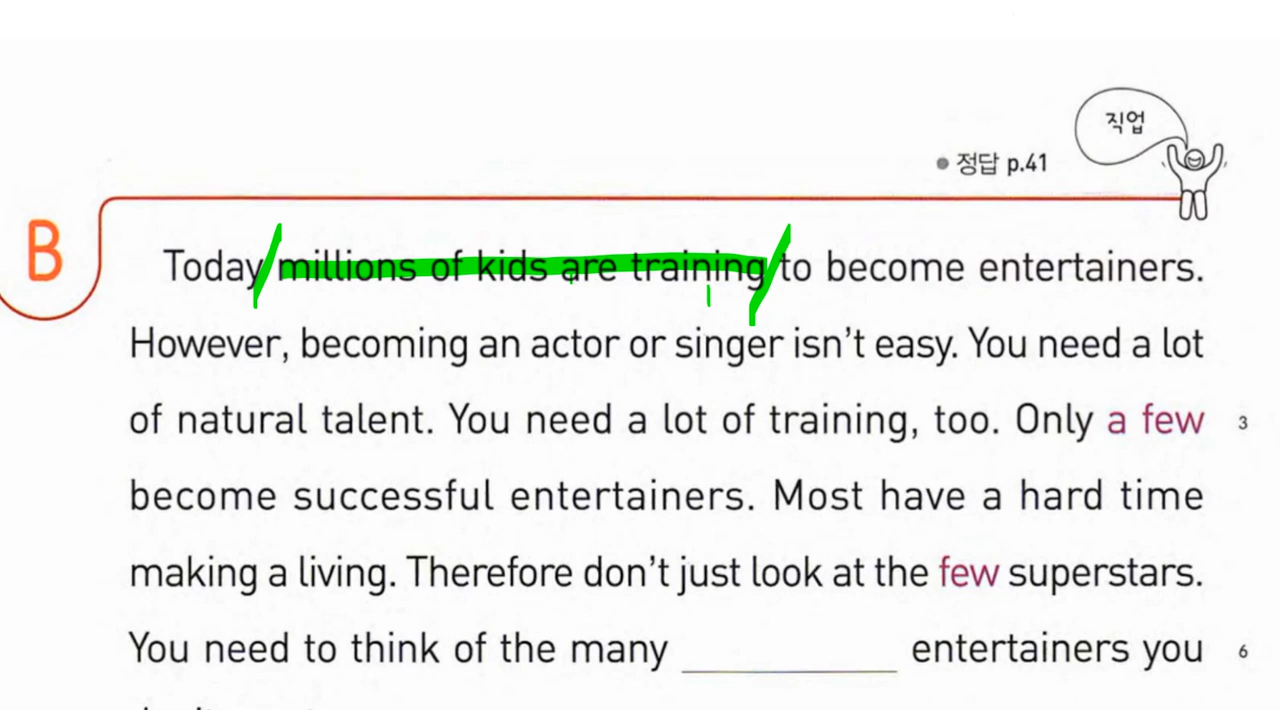 직업
정답 p.41
B
Today millions of kids are training to become entertainers.
However, becoming an actor or singer isn't easy. You need a lot
of natural talent. You need a lot of training, too. Only a few 3
become successful entertainers. Most have a hard time
making a living. Therefore don't just look at the few superstars.
You need to think of the many __________ entertainers you 6